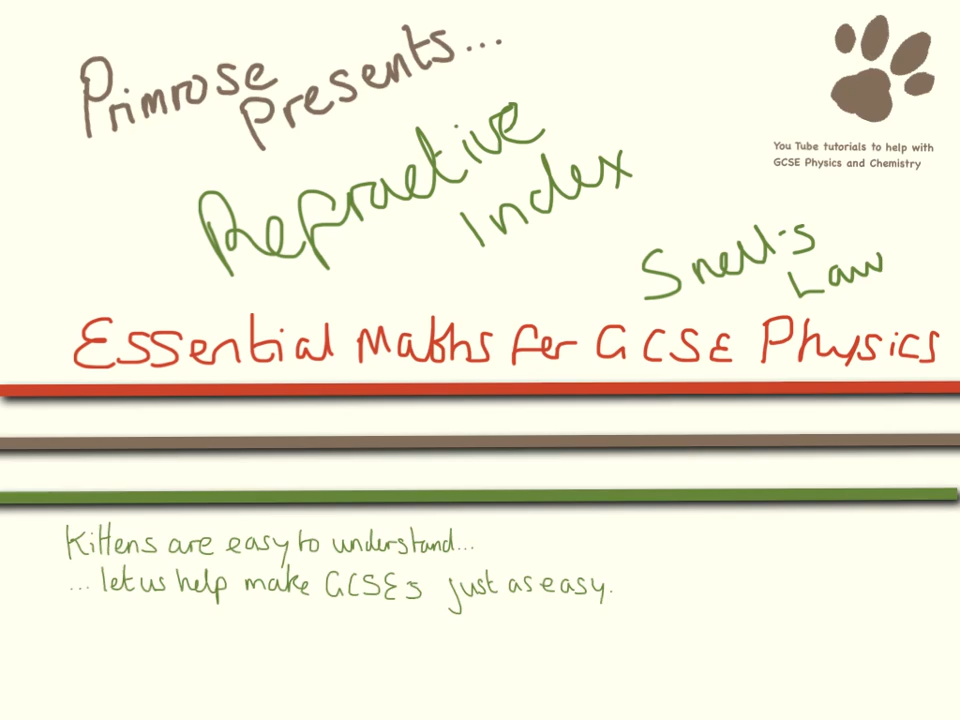 Primrose
Presents...
You Tube tutorials to help with
GCSE Physics and Chemistry
Refractive
Index
Snell's
Law
Essential Maths for GCSE Physics
Kittens are easy to understand...
... let us help make GCSEs just as easy.